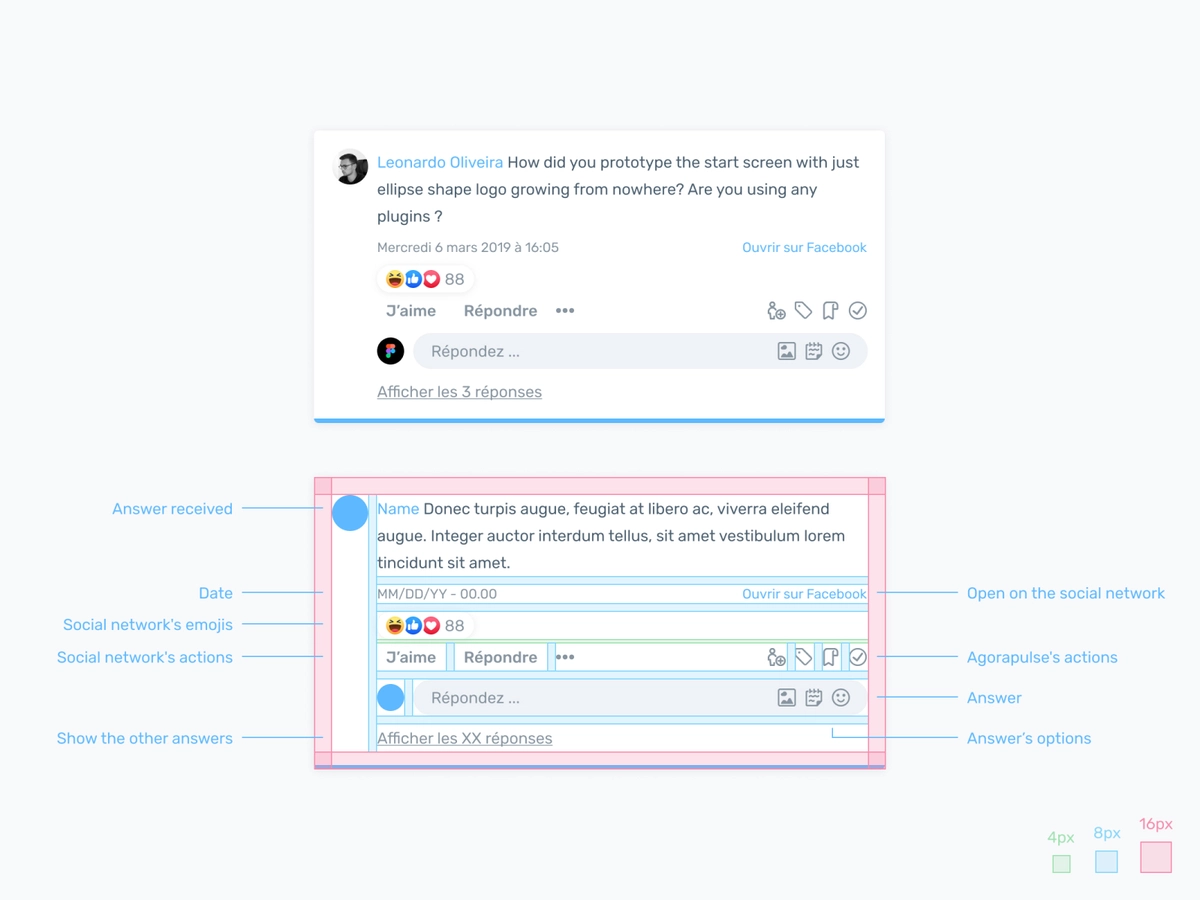 Leonardo Oliveira How did you prototype the start screen with just
ellipse shape logo growing from nowhere? Are you using any
plugins ?
Mercredi 6 mars 2019 à 16:05
Ouvrir sur Facebook
88
J’aime
Répondre
Répondez ...
Afficher les 3 réponses
Answer received
Name Donec turpis augue, feugiat at libero ac, viverra eleifend
augue. Integer auctor interdum tellus, sit amet vestibulum lorem
tincidunt sit amet.
Date
MM/DD/YY - 00.00
Ouvrir sur Facebook
Open on the social network
Social network's emojis
88
Social network's actions
J’aime
Répondre
Agorapulse's actions
Répondez ...
Answer
Show the other answers
Afficher les XX réponses
Answer’s options
4px
8px
16px